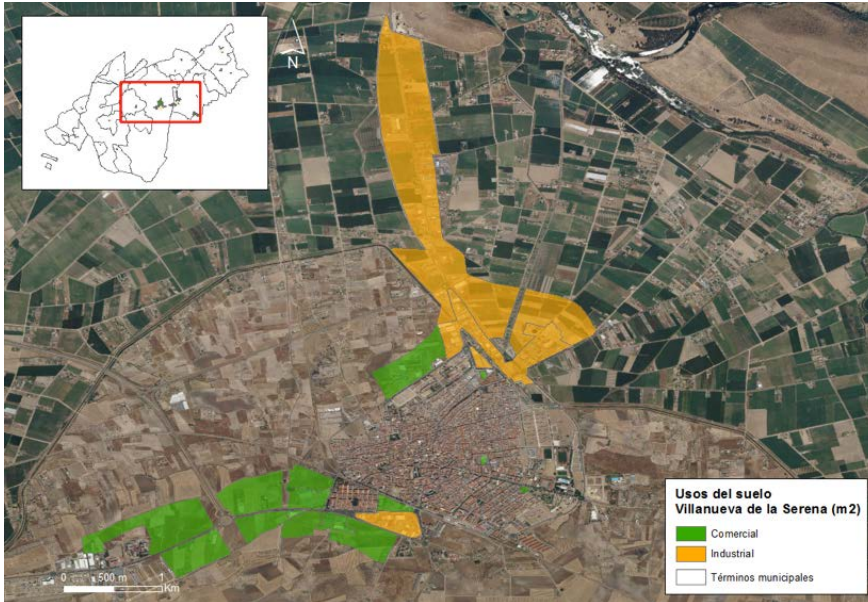 N
Usos del suelo
Villanueva de la Serena (m2)
Comercial
Industrial
Términos municipales
0 500 m 1
Km